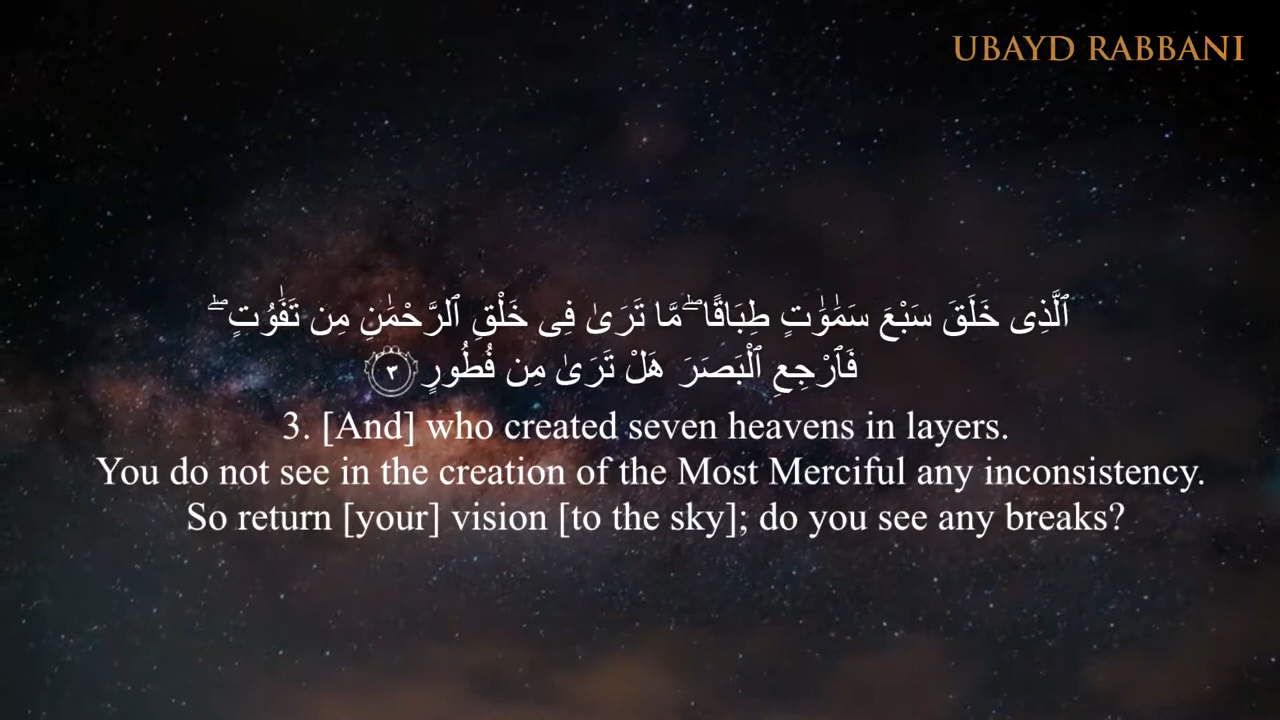 UBAYD RABBANI
ٱلَّذِى خَلَقَ سَبْعَ سَمَٰوَٰتٍ طِبَاقًا ۖ مَّا تَرَىٰ فِى خَلْقِ ٱلرَّحْمَٰنِ مِن تَفَٰوُتٍ ۖ
فَٱرْجِعِ ٱلْبَصَرَ هَلْ تَرَىٰ مِن فُطُورٍ ٣
3. [And] who created seven heavens in layers.
You do not see in the creation of the Most Merciful any inconsistency.
So return [your] vision [to the sky]; do you see any breaks?